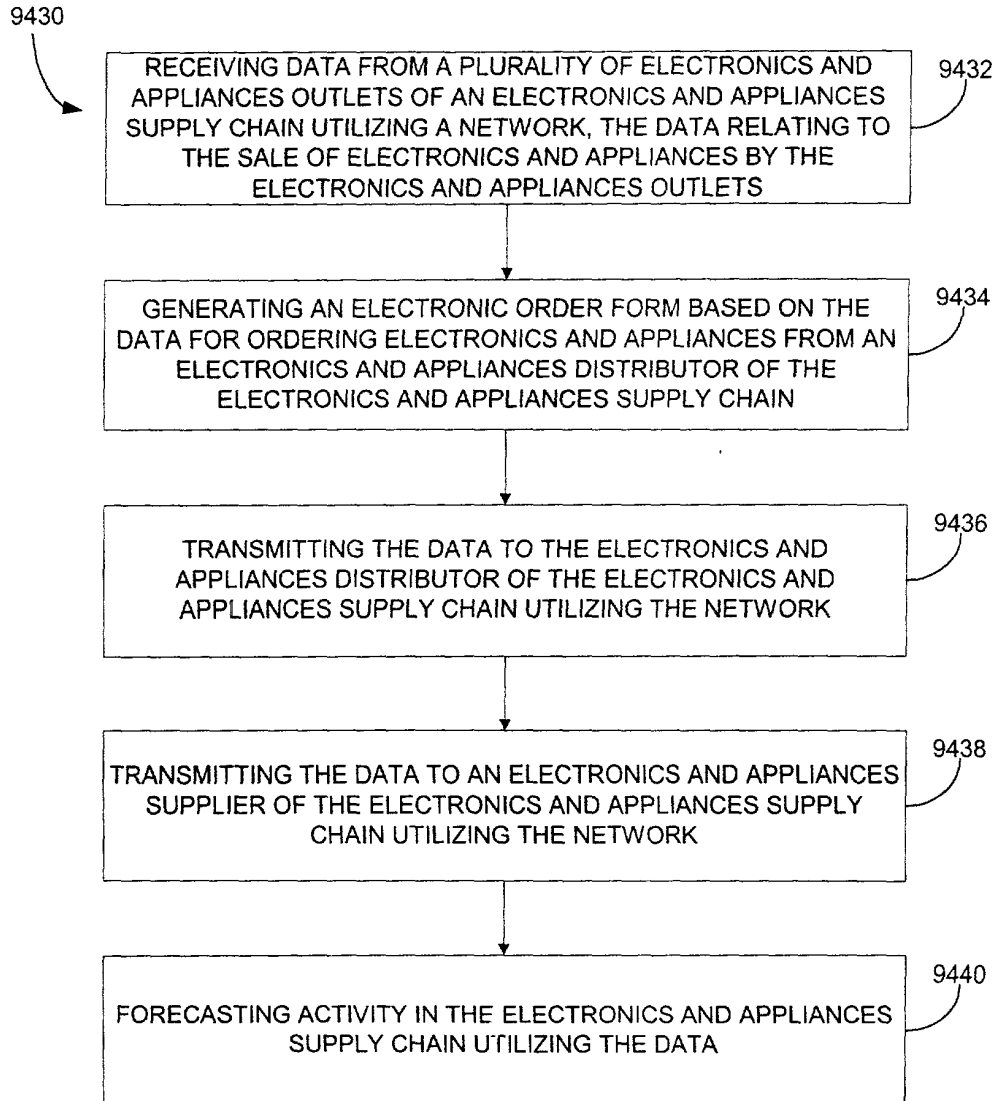 9430
RECEIVING DATA FROM A PLURALITY OF ELECTRONICS AND
APPLIANCES OUTLETS OF AN ELECTRONICS AND APPLIANCES
SUPPLY CHAIN UTILIZING A NETWORK, THE DATA RELATING TO
THE SALE OF ELECTRONICS AND APPLIANCES BY THE
ELECTRONICS AND APPLIANCES OUTLETS
9432
GENERATING AN ELECTRONIC ORDER FORM BASED ON THE
DATA FOR ORDERING ELECTRONICS AND APPLIANCES FROM AN
ELECTRONICS AND APPLIANCES DISTRIBUTOR OF THE
ELECTRONICS AND APPLIANCES SUPPLY CHAIN
9434
TRANSMITTING THE DATA TO THE ELECTRONICS AND
APPLIANCES DISTRIBUTOR OF THE ELECTRONICS AND
APPLIANCES SUPPLY CHAIN UTILIZING THE NETWORK
9436
TRANSMITTING THE DATA TO AN ELECTRONICS AND APPLIANCES
SUPPLIER OF THE ELECTRONICS AND APPLIANCES SUPPLY
CHAIN UTILIZING THE NETWORK
9438
FORECASTING ACTIVITY IN THE ELECTRONICS AND APPLIANCES
SUPPLY CHAIN UTILIZING THE DATA
9440